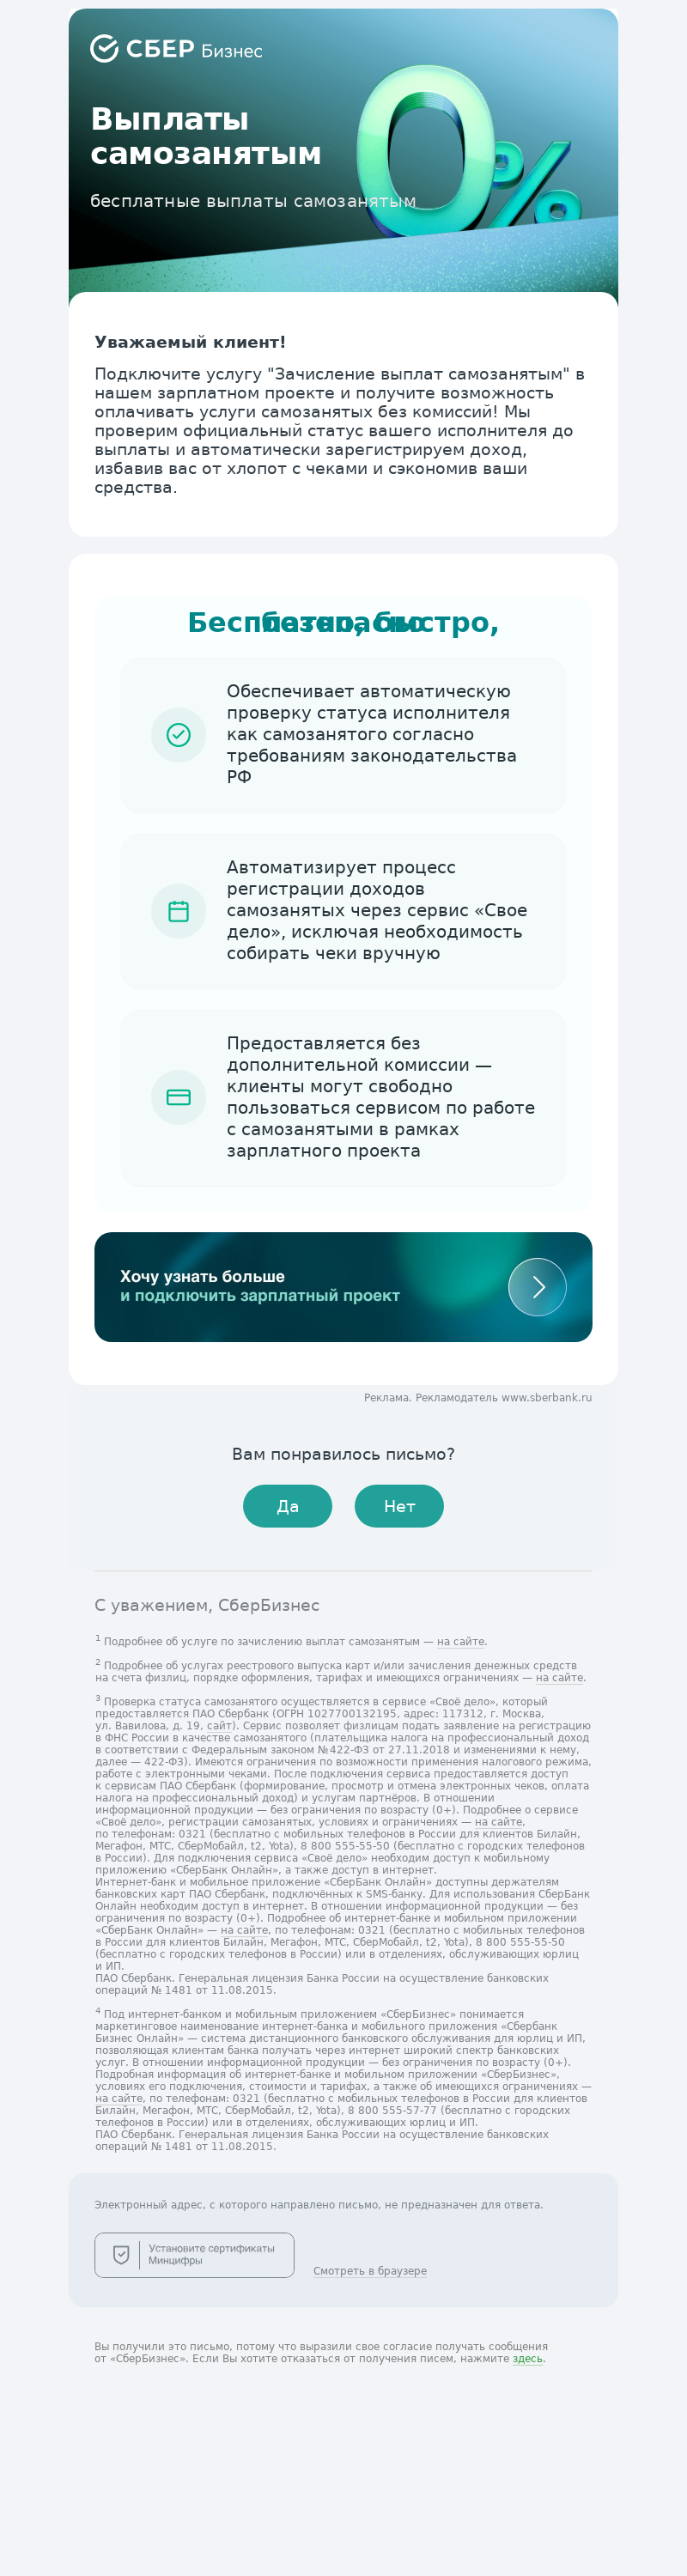 СБЕР Бизнес
Выплаты
самозанятым
бесплатные выплаты самозанятым
Уважаемый клиент!
Подключите услугу "Зачисление выплат самозанятым" в
нашем зарплатном проекте и получите возможность
оплачивать услуги самозанятых без комиссий! Мы
проверим официальный статус вашего исполнителя до
выплаты и автоматически зарегистрируем доход,
избавив вас от хлопот с чеками и сэкономив ваши
средства.
Бесплатно, быстро,
безопасно
Обеспечивает автоматическую
проверку статуса исполнителя
как самозанятого согласно
требованиям законодательства
РФ
Автоматизирует процесс
регистрации доходов
самозанятых через сервис «Свое
дело», исключая необходимость
собирать чеки вручную
Предоставляется без
дополнительной комиссии —
клиенты могут свободно
пользоваться сервисом по работе
с самозанятыми в рамках
зарплатного проекта
Хочу узнать больше
и подключить зарплатный проект
Реклама. Рекламодатель www.sberbank.ru
Вам понравилось письмо?
Да Нет
С уважением, СберБизнес
1 Подробнее об услуге по зачислению выплат самозанятым — на сайте.
2 Подробнее об услугах реестрового выпуска карт и/или зачисления денежных средств
на счета физлиц, порядке оформления, тарифах и имеющихся ограничениях — на сайте.
3 Проверка статуса самозанятого осуществляется в сервисе «Своё дело», который
предоставляется ПАО Сбербанк (ОГРН 1027700132195, адрес: 117312, г. Москва,
ул. Вавилова, д. 19, сайт). Сервис позволяет физлицам подать заявление на регистрацию
в ФНС России в качестве самозанятого (плательщика налога на профессиональный доход
в соответствии с Федеральным законом №422-ФЗ от 27.11.2018 и изменениями к нему,
далее — 422-ФЗ). Имеются ограничения по возможности применения налогового режима,
работе с электронными чеками. После подключения сервиса предоставляется доступ
к сервисам ПАО Сбербанк (формирование, просмотр и отмена электронных чеков, оплата
налога на профессиональный доход) и услугам партнёров. В отношении
информационной продукции — без ограничения по возрасту (0+). Подробнее о сервисе
«Своё дело», регистрации самозанятых, условиях и ограничениях — на сайте,
по телефонам: 0321 (бесплатно с мобильных телефонов в России для клиентов Билайн,
Мегафон, МТС, СберМобайл, t2, Yota), 8 800 555-55-50 (бесплатно с городских телефонов
в России). Для подключения сервиса «Своё дело» необходим доступ к мобильному
приложению «СберБанк Онлайн», а также доступ в интернет.
Интернет-банк и мобильное приложение «СберБанк Онлайн» доступны держателям
банковских карт ПАО Сбербанк, подключённых к SMS-банку. Для использования СберБанк
Онлайн необходим доступ в интернет. В отношении информационной продукции — без
ограничения по возрасту (0+). Подробнее об интернет-банке и мобильном приложении
«СберБанк Онлайн» — на сайте, по телефонам: 0321 (бесплатно с мобильных телефонов
в России для клиентов Билайн, Мегафон, МТС, СберМобайл, t2, Yota), 8 800 555-55-50
(бесплатно с городских телефонов в России) или в отделениях, обслуживающих юрлиц
и ИП.
ПАО Сбербанк. Генеральная лицензия Банка России на осуществление банковских
операций № 1481 от 11.08.2015.
4 Под интернет-банком и мобильным приложением «СберБизнес» понимается
маркетинговое наименование интернет-банка и мобильного приложения «Сбербанк
Бизнес Онлайн» — система дистанционного банковского обслуживания для юрлиц и ИП,
позволяющая клиентам банка получать через интернет широкий спектр банковских
услуг. В отношении информационной продукции — без ограничения по возрасту (0+).
Подробная информация об интернет-банке и мобильном приложении «СберБизнес»,
условиях его подключения, стоимости и тарифах, а также об имеющихся ограничениях —
на сайте, по телефонам: 0321 (бесплатно с мобильных телефонов в России для клиентов
Билайн, Мегафон, МТС, СберМобайл, t2, Yota), 8 800 555-57-77 (бесплатно с городских
телефонов в России) или в отделениях, обслуживающих юрлиц и ИП.
ПАО Сбербанк. Генеральная лицензия Банка России на осуществление банковских
операций № 1481 от 11.08.2015.
Электронный адрес, с которого направлено письмо, не предназначен для ответа.
Установите сертификаты
Минцифры
Смотреть в браузере
Вы получили это письмо, потому что выразили свое согласие получать сообщения
от «СберБизнес». Если Вы хотите отказаться от получения писем, нажмите здесь.
0%